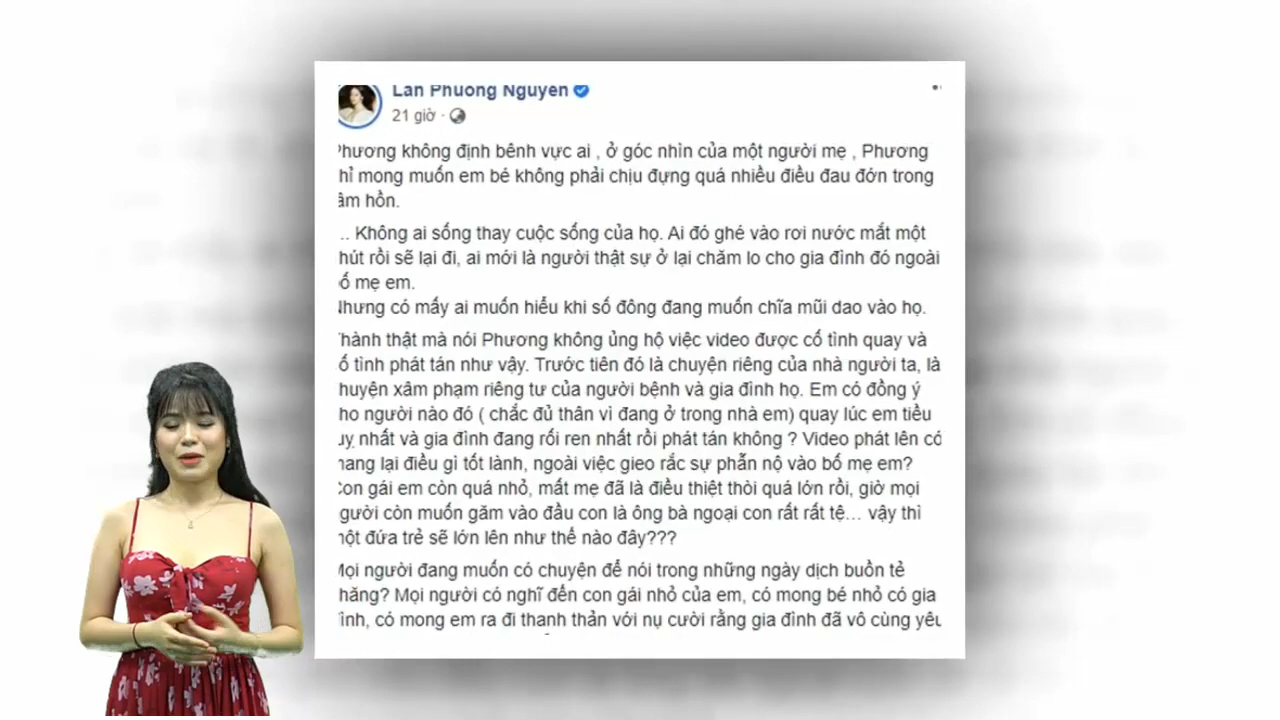 Lan Phuong Nguyen
21 giờ ·
Phương không định bênh vực ai , ở góc nhìn của một người mẹ , Phương
hỉ mong muốn em bé không phải chịu đựng quá nhiều điều đau đớn trong
âm hồn.
.. Không ai sống thay cuộc sống của họ. Ai đó ghé vào rơi nước mắt một
hút rồi sẽ lại đi, ai mới là người thật sự ở lại chăm lo cho gia đình đó ngoài
ố mẹ em.
Nhưng có mấy ai muốn hiểu khi số đông đang muốn chĩa mũi dao vào họ.
Thành thật mà nói Phương không ủng hộ việc video được cố tình quay và
ố tình phát tán như vậy. Trước tiên đó là chuyện riêng của nhà người ta, là
huyện xâm phạm riêng tư của người bệnh và gia đình họ. Em có đồng ý
ho người nào đó ( chắc đủ thân vì đang ở trong nhà em) quay lúc em tiều
uỵ nhất và gia đình đang rối ren nhất rồi phát tán không ? Video phát lên có
mang lại điều gì tốt lành, ngoài việc gieo rắc sự phẫn nộ vào bố mẹ em?
Con gái em còn quá nhỏ, mất mẹ đã là điều thiệt thòi quá lớn rồi, giờ mọi
gười còn muốn găm vào đầu con là ông bà ngoại con rất rất tệ... vậy thì
một đứa trẻ sẽ lớn lên như thế nào đây???
Mọi người đang muốn có chuyện để nói trong những ngày dịch buồn tẻ
hăng? Mọi người có nghĩ đến con gái nhỏ của em, có mong bé nhỏ có gia
ình, có mong em ra đi thanh thản với nụ cười rằng gia đình đã vô cùng yêu